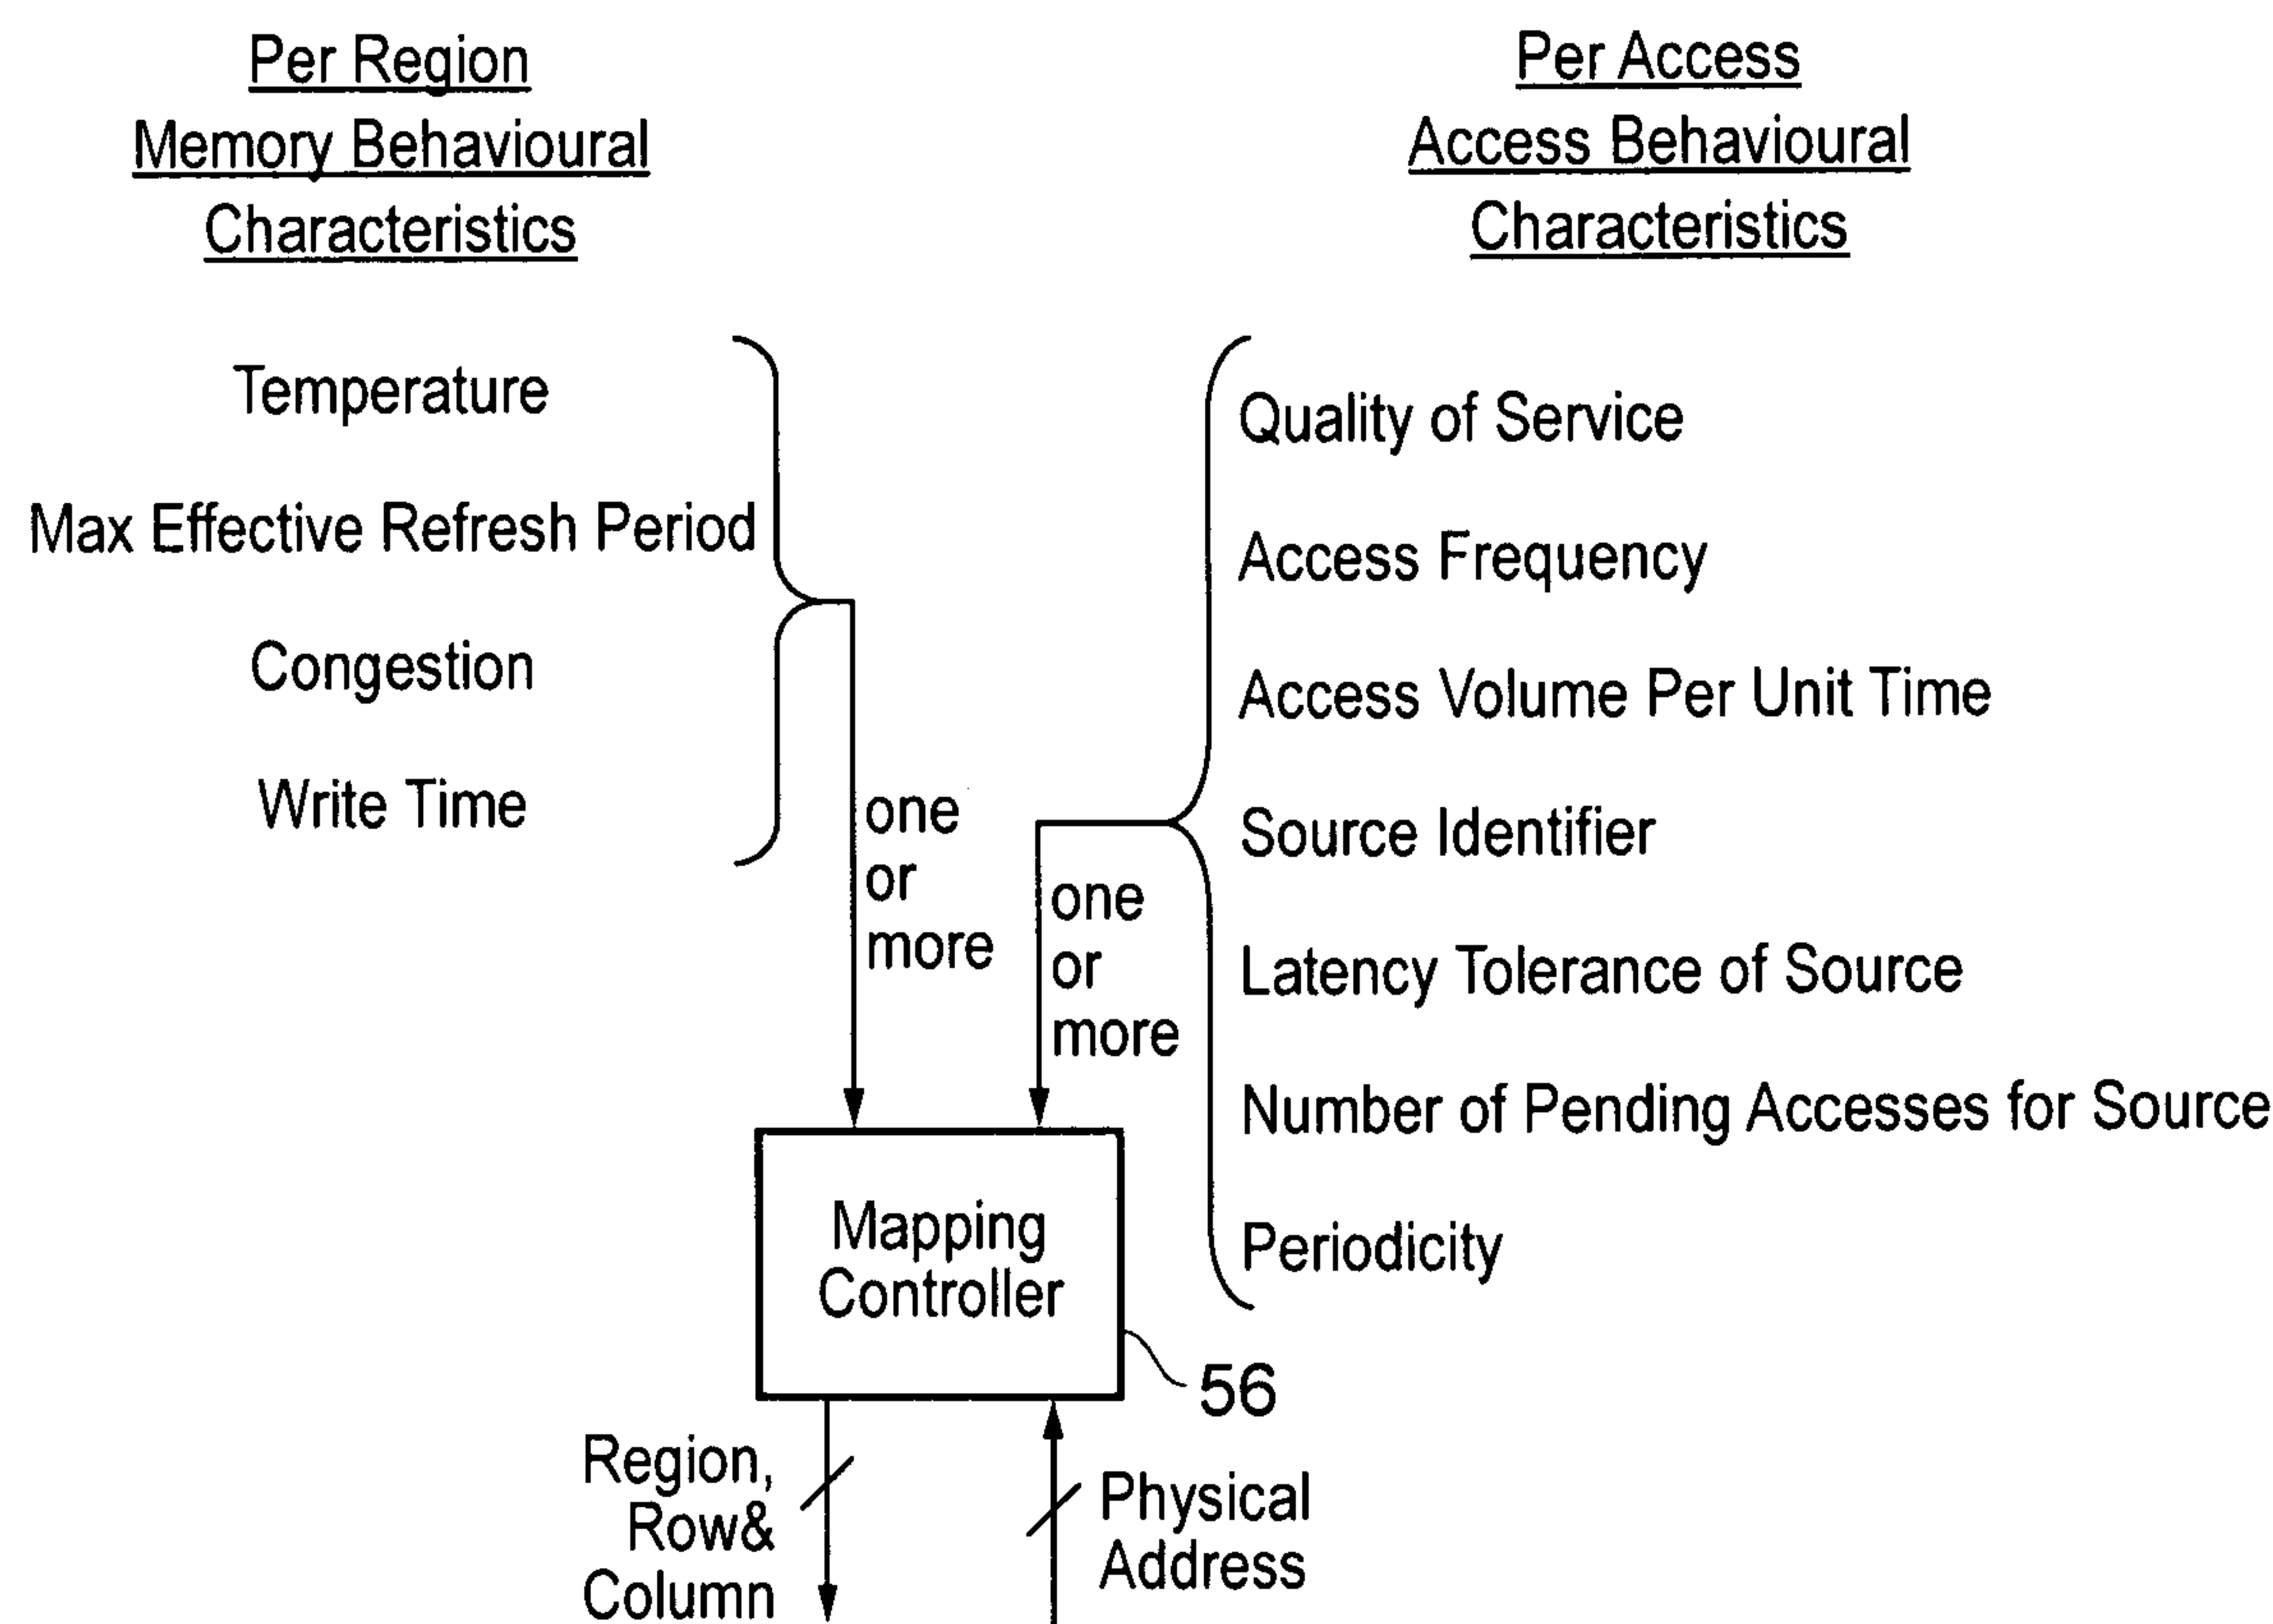 Per Region
Memory Behavioural
Characteristics
Temperature
Max Effective Refresh Period
Congestion
Write Time
one
or
more
Per Access
Access Behavioural
Characteristics
Quality of Service
Access Frequency
Access Volume Per Unit Time
Source Identifier
Latency Tolerance of Source
Number of Pending Accesses for Source
Periodicity
one
or
more
Mapping
Controller
56
Region,
Row&
Column
Physical
Address